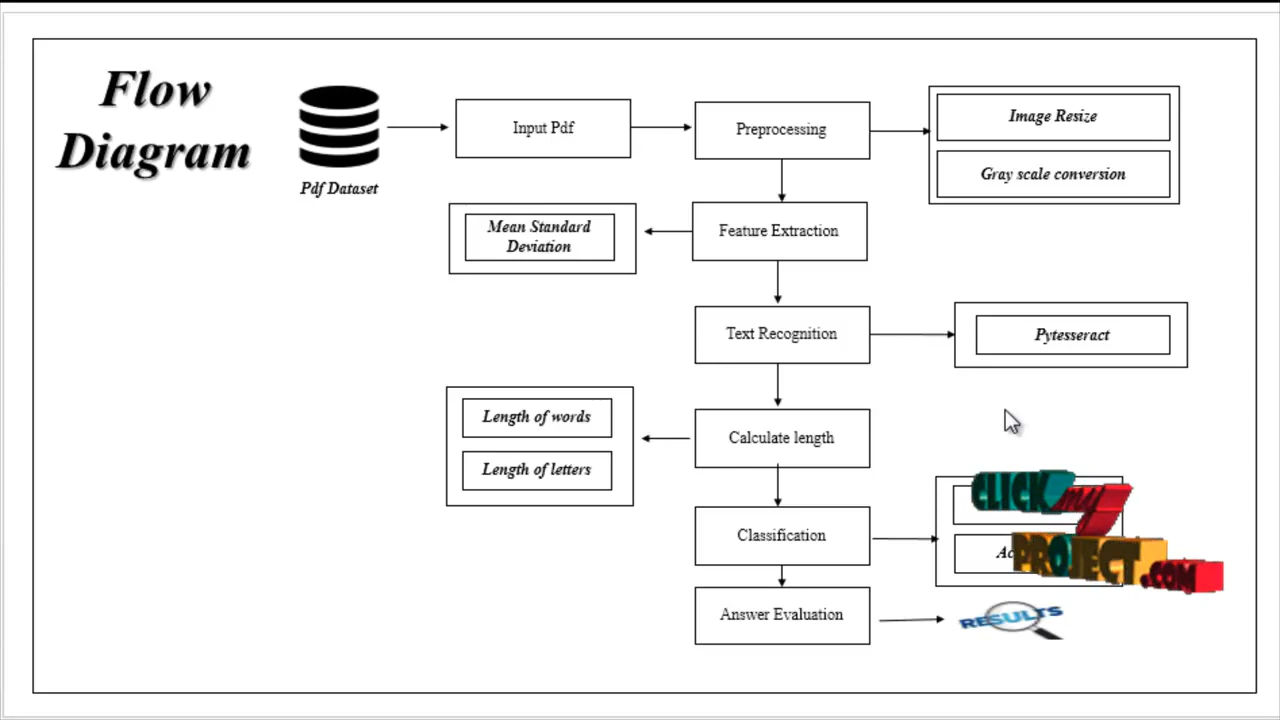 Flow
Diagram
Pdf Dataset
Input Pdf
Preprocessing
Image Resize
Gray scale conversion
Mean Standard
Deviation
Feature Extraction
Text Recognition
Pytesseract
Length of words
Length of letters
Calculate length
Classification
CLICK my
PROJECT.COM
Answer Evaluation
RESULTS